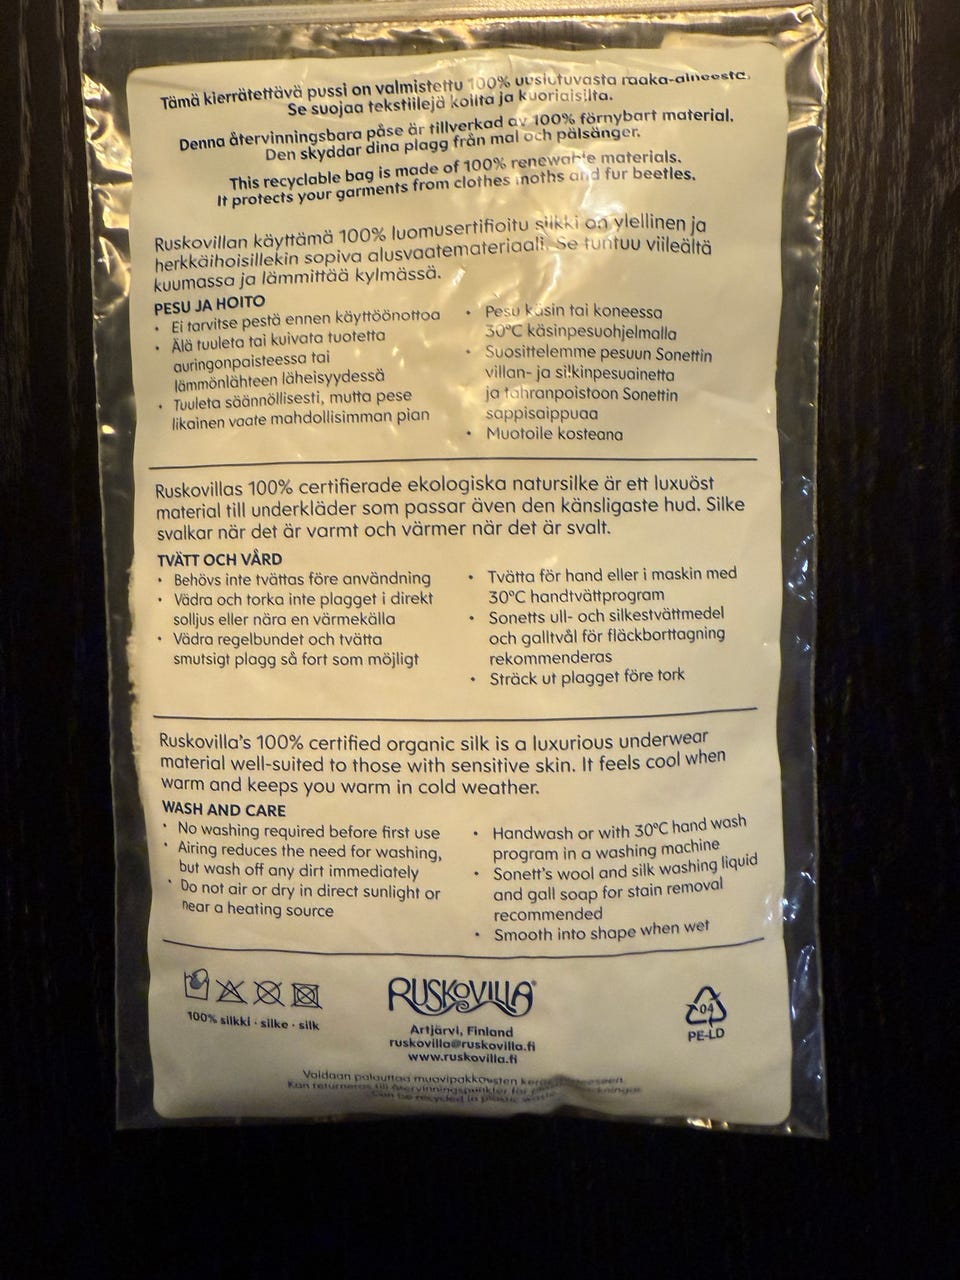 Tämä kierrätettävä pussi on valmistettu 100% uusiutuvasta raaka-aineesta.
Se suojaa tekstiilejä koilta ja kuoriaisilta.
Denna återvinningsbara påse är tillverkad av 100% förnybart material.
Den skyddar dina plagg från mal och pälsänger.
This recyclable bag is made of 100% renewable materials.
It protects your garments from clothes moths and fur beetles.
Ruskovillan käyttämä 100% luomusertifioitu silkki on ylellinen ja
herkkäihoisillekin sopiva alusvaatemateriaali. Se tuntuu viileältä
kuumassa ja lämmittää kylmässä.
PESU JA HOITO
• Ei tarvitse pestä ennen käyttöönottoa
• Älä tuuleta tai kuivata tuotetta
auringonpaisteessa tai
lämmönlähteen läheisyydessä
• Tuuleta säännöllisesti, mutta pese
likainen vaate mahdollisimman pian
• Pesu käsin tai koneessa
30°C käsinpesuohjelmalla
• Suosittelemme pesuun Sonettin
villan- ja silkinpesuainetta
ja tahranpoistoon Sonettin
sappisaippuaa
• Muotoile kosteana
Ruskovillas 100% certifierade ekologiska natursilke är ett luxuöst
material till underkläder som passar även den känsligaste hud. Silke
svalkar när det är varmt och värmer när det är svalt.
TVÄTT OCH VÅRD
• Behövs inte tvättas före användning
• Vädra och torka inte plagget i direkt
solljus eller nära en värmekälla
• Vädra regelbundet och tvätta
smutsigt plagg så fort som möjligt
• Tvätta för hand eller i maskin med
30°C handtvättprogram
• Sonetts ull- och silkestvättmedel
och galltvål för fläckborttagning
rekommenderas
• Sträck ut plagget före tork
Ruskovilla's 100% certified organic silk is a luxurious underwear
material well-suited to those with sensitive skin. It feels cool when
warm and keeps you warm in cold weather.
WASH AND CARE
• No washing required before first use
• Airing reduces the need for washing,
but wash off any dirt immediately
• Do not air or dry in direct sunlight or
near a heating source
• Handwash or with 30°C hand wash
program in a washing machine
• Sonett's wool and silk washing liquid
and gall soap for stain removal
recommended
• Smooth into shape when wet
100% silkki • silke • silk
RUSKOVILLA®
Artjärvi, Finland
ruskovilla@ruskovilla.fi
www.ruskovilla.fi
04
PE-LD
Voidaan palauttaa muovipakkausten
Kan returneras till återvinningspunkter för
Can be recycled in plastic waste